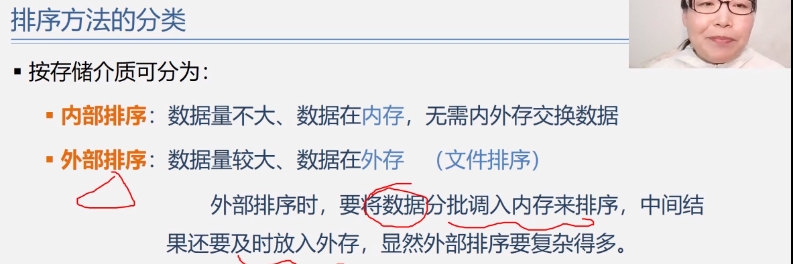 排序方法的分类
▪ 按存储介质可分为：
▪ 内部排序：数据量不大、数据在内存，无需内外存交换数据
▪ 外部排序：数据量较大、数据在外存 （文件排序）
外部排序时，要将数据分批调入内存来排序，中间结
果还要及时放入外存，显然外部排序要复杂得多。